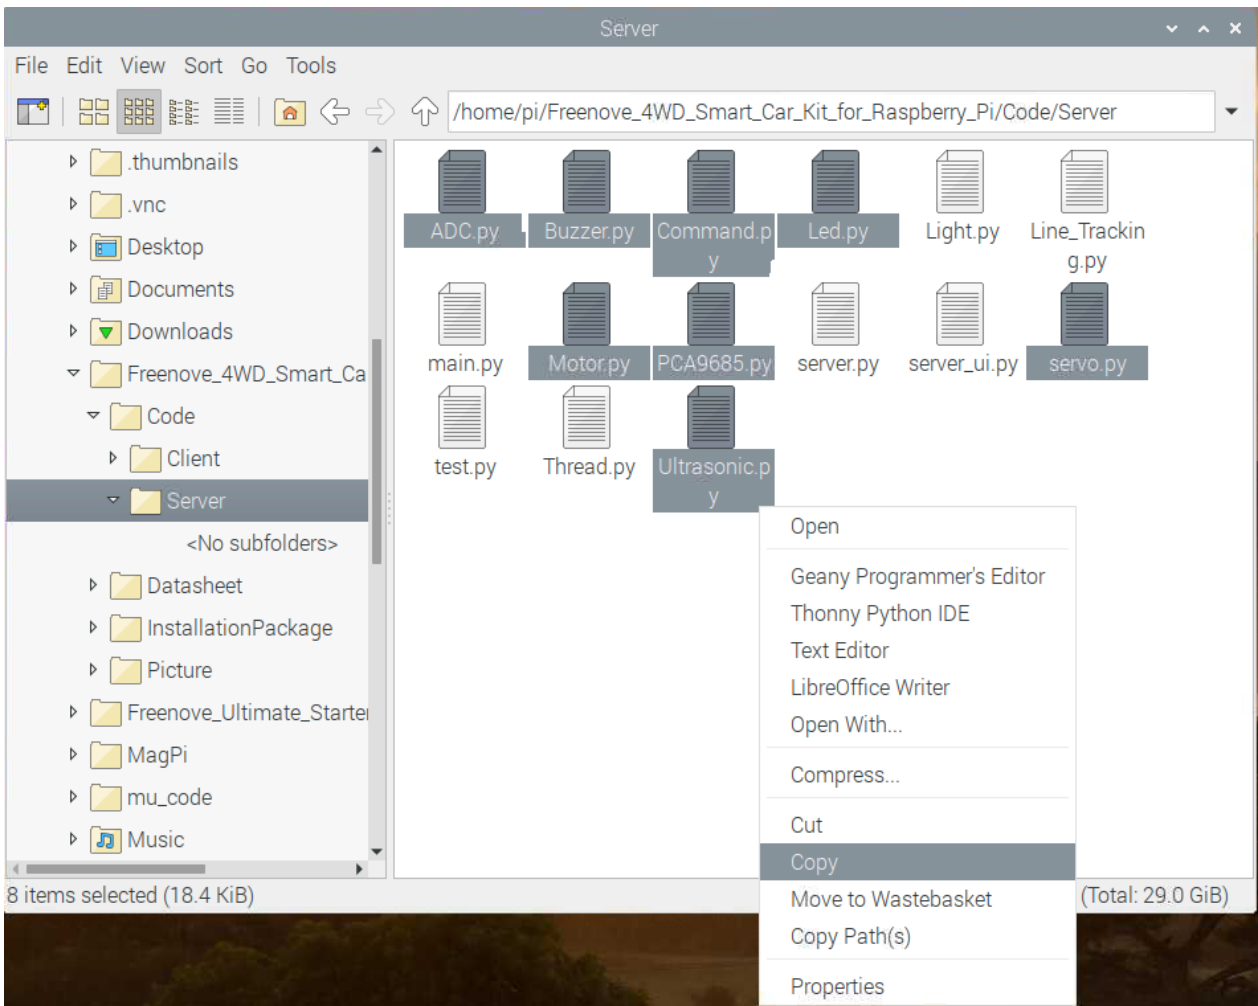 Server
File Edit View Sort Go Tools
/home/pi/Freenove_4WD_Smart_Car_Kit_for_Raspberry_Pi/Code/Server
.thumbnails
.vnc
Desktop
Documents
Downloads
Freenove_4WD_Smart_Ca
Code
Client
Server
<No subfolders>
Datasheet
InstallationPackage
Picture
Freenove_Ultimate_Starter
MagPi
mu_code
Music
ADC.py
Buzzer.py
Command.p
y
Led.py
Light.py
Line_Trackin
g.py
main.py
Motor.py
PCA9685.py
server.py
server_ui.py
servo.py
test.py
Thread.py
Ultrasonic.p
y
Open
Geany Programmer's Editor
Thonny Python IDE
Text Editor
LibreOffice Writer
Open With...
Compress...
Cut
Copy
Move to Wastebasket
Copy Path(s)
Properties
8 items selected (18.4 KiB)
(Total: 29.0 GiB)